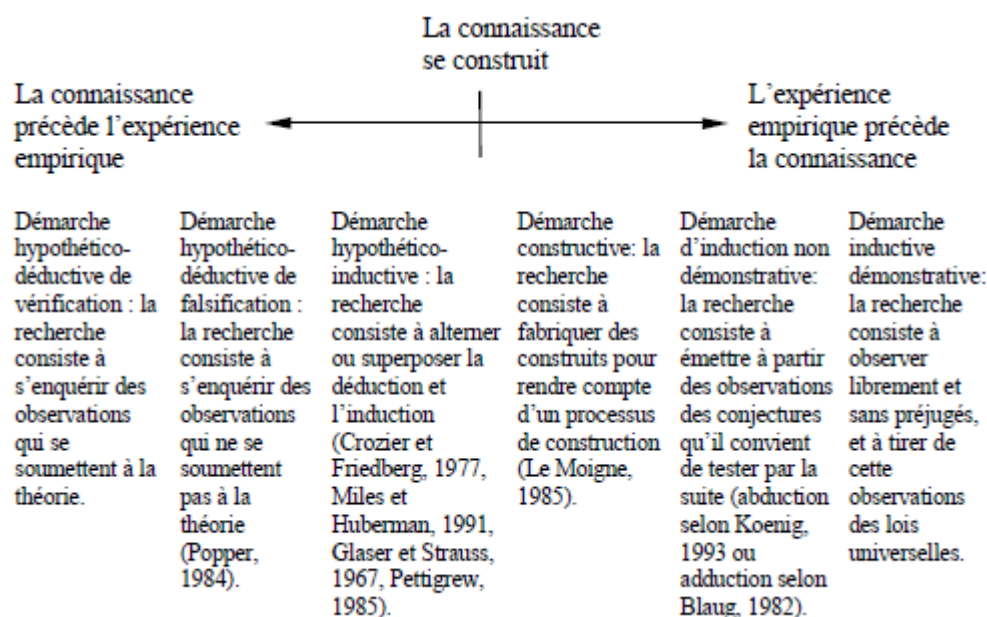 La connaissance
se construit
La connaissance
précède l'expérience
empirique
L'expérience
empirique précède
la connaissance
Démarche
hypothético-
déductive de
vérification : la
recherche
consiste à
s'enquérir des
observations
qui se
soumettent à la
théorie.
Démarche
hypothético-
déductive de
falsification :
la recherche
consiste à
s'enquérir des
observations
qui ne se
soumettent
pas à la
théorie
(Popper,
1984).
Démarche
hypothético-
inductive : la
recherche
consiste à alterner
ou superposer la
déduction et
l'induction
(Crozier et
Friedberg, 1977,
Miles et
Huberman, 1991,
Glaser et Strauss,
1967, Pettigrew,
1985).
Démarche
constructive: la
recherche
consiste à
fabriquer des
construits pour
rendre compte
d'un processus
de construction
(Le Moigne,
1985).
Démarche
d'induction non
démonstrative:
la recherche
consiste à
émettre à partir
des observations
des conjectures
qu'il convient
de tester par la
suite (abduction
selon Koenig,
1993 ou
adduction selon
Blaug, 1982).
Démarche
inductive
démonstrative:
la recherche
consiste à
observer
librement et
sans préjugés,
et à tirer de
cette
observations
des lois
universelles.